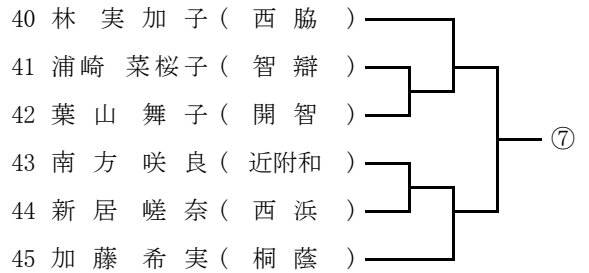 40 林 実 加 子 ( 西 脇 )
41 浦崎 菜桜子 ( 智 辯 )
42 葉 山 舞 子 ( 開 智 )
⑦
43 南 方 咲 良 ( 近附和 )
44 新 居 嵯 奈 ( 西 浜 )
45 加 藤 希 実 ( 桐 蔭 )